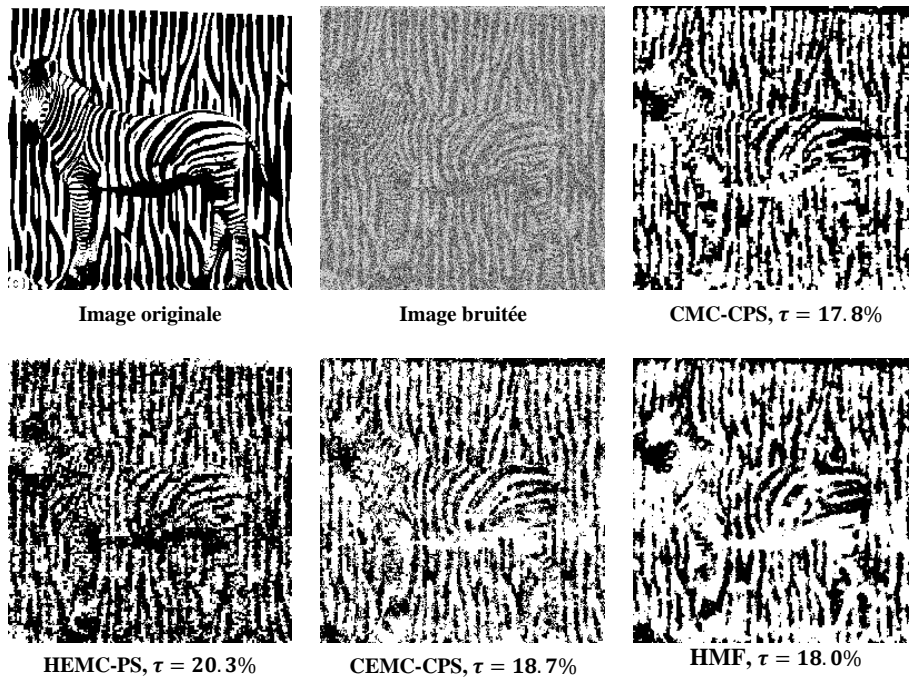 Image originale
Image bruitée
CMC-CPS, τ = 17.8%
HEMC-PS, τ = 20.3%
CEMC-CPS, τ = 18.7%
HMF, τ = 18.0%